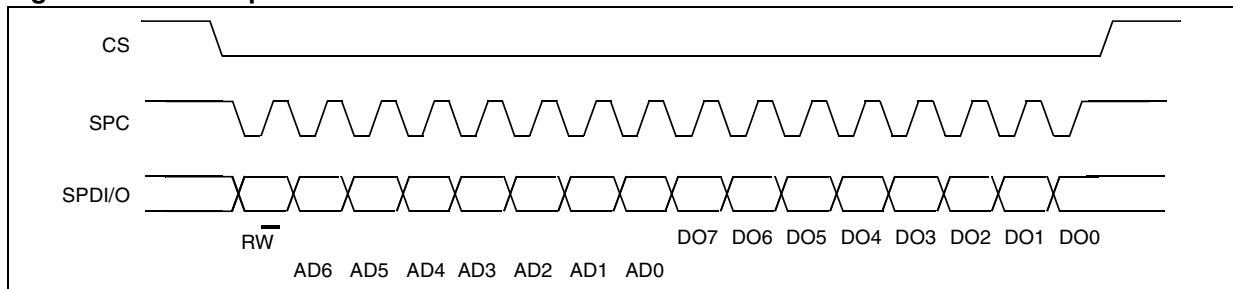 CS
SPC
SPDI/O
RW
DO7 DO6 DO5 DO4 DO3 DO2 DO1 DO0
AD6 AD5 AD4 AD3 AD2 AD1 AD0